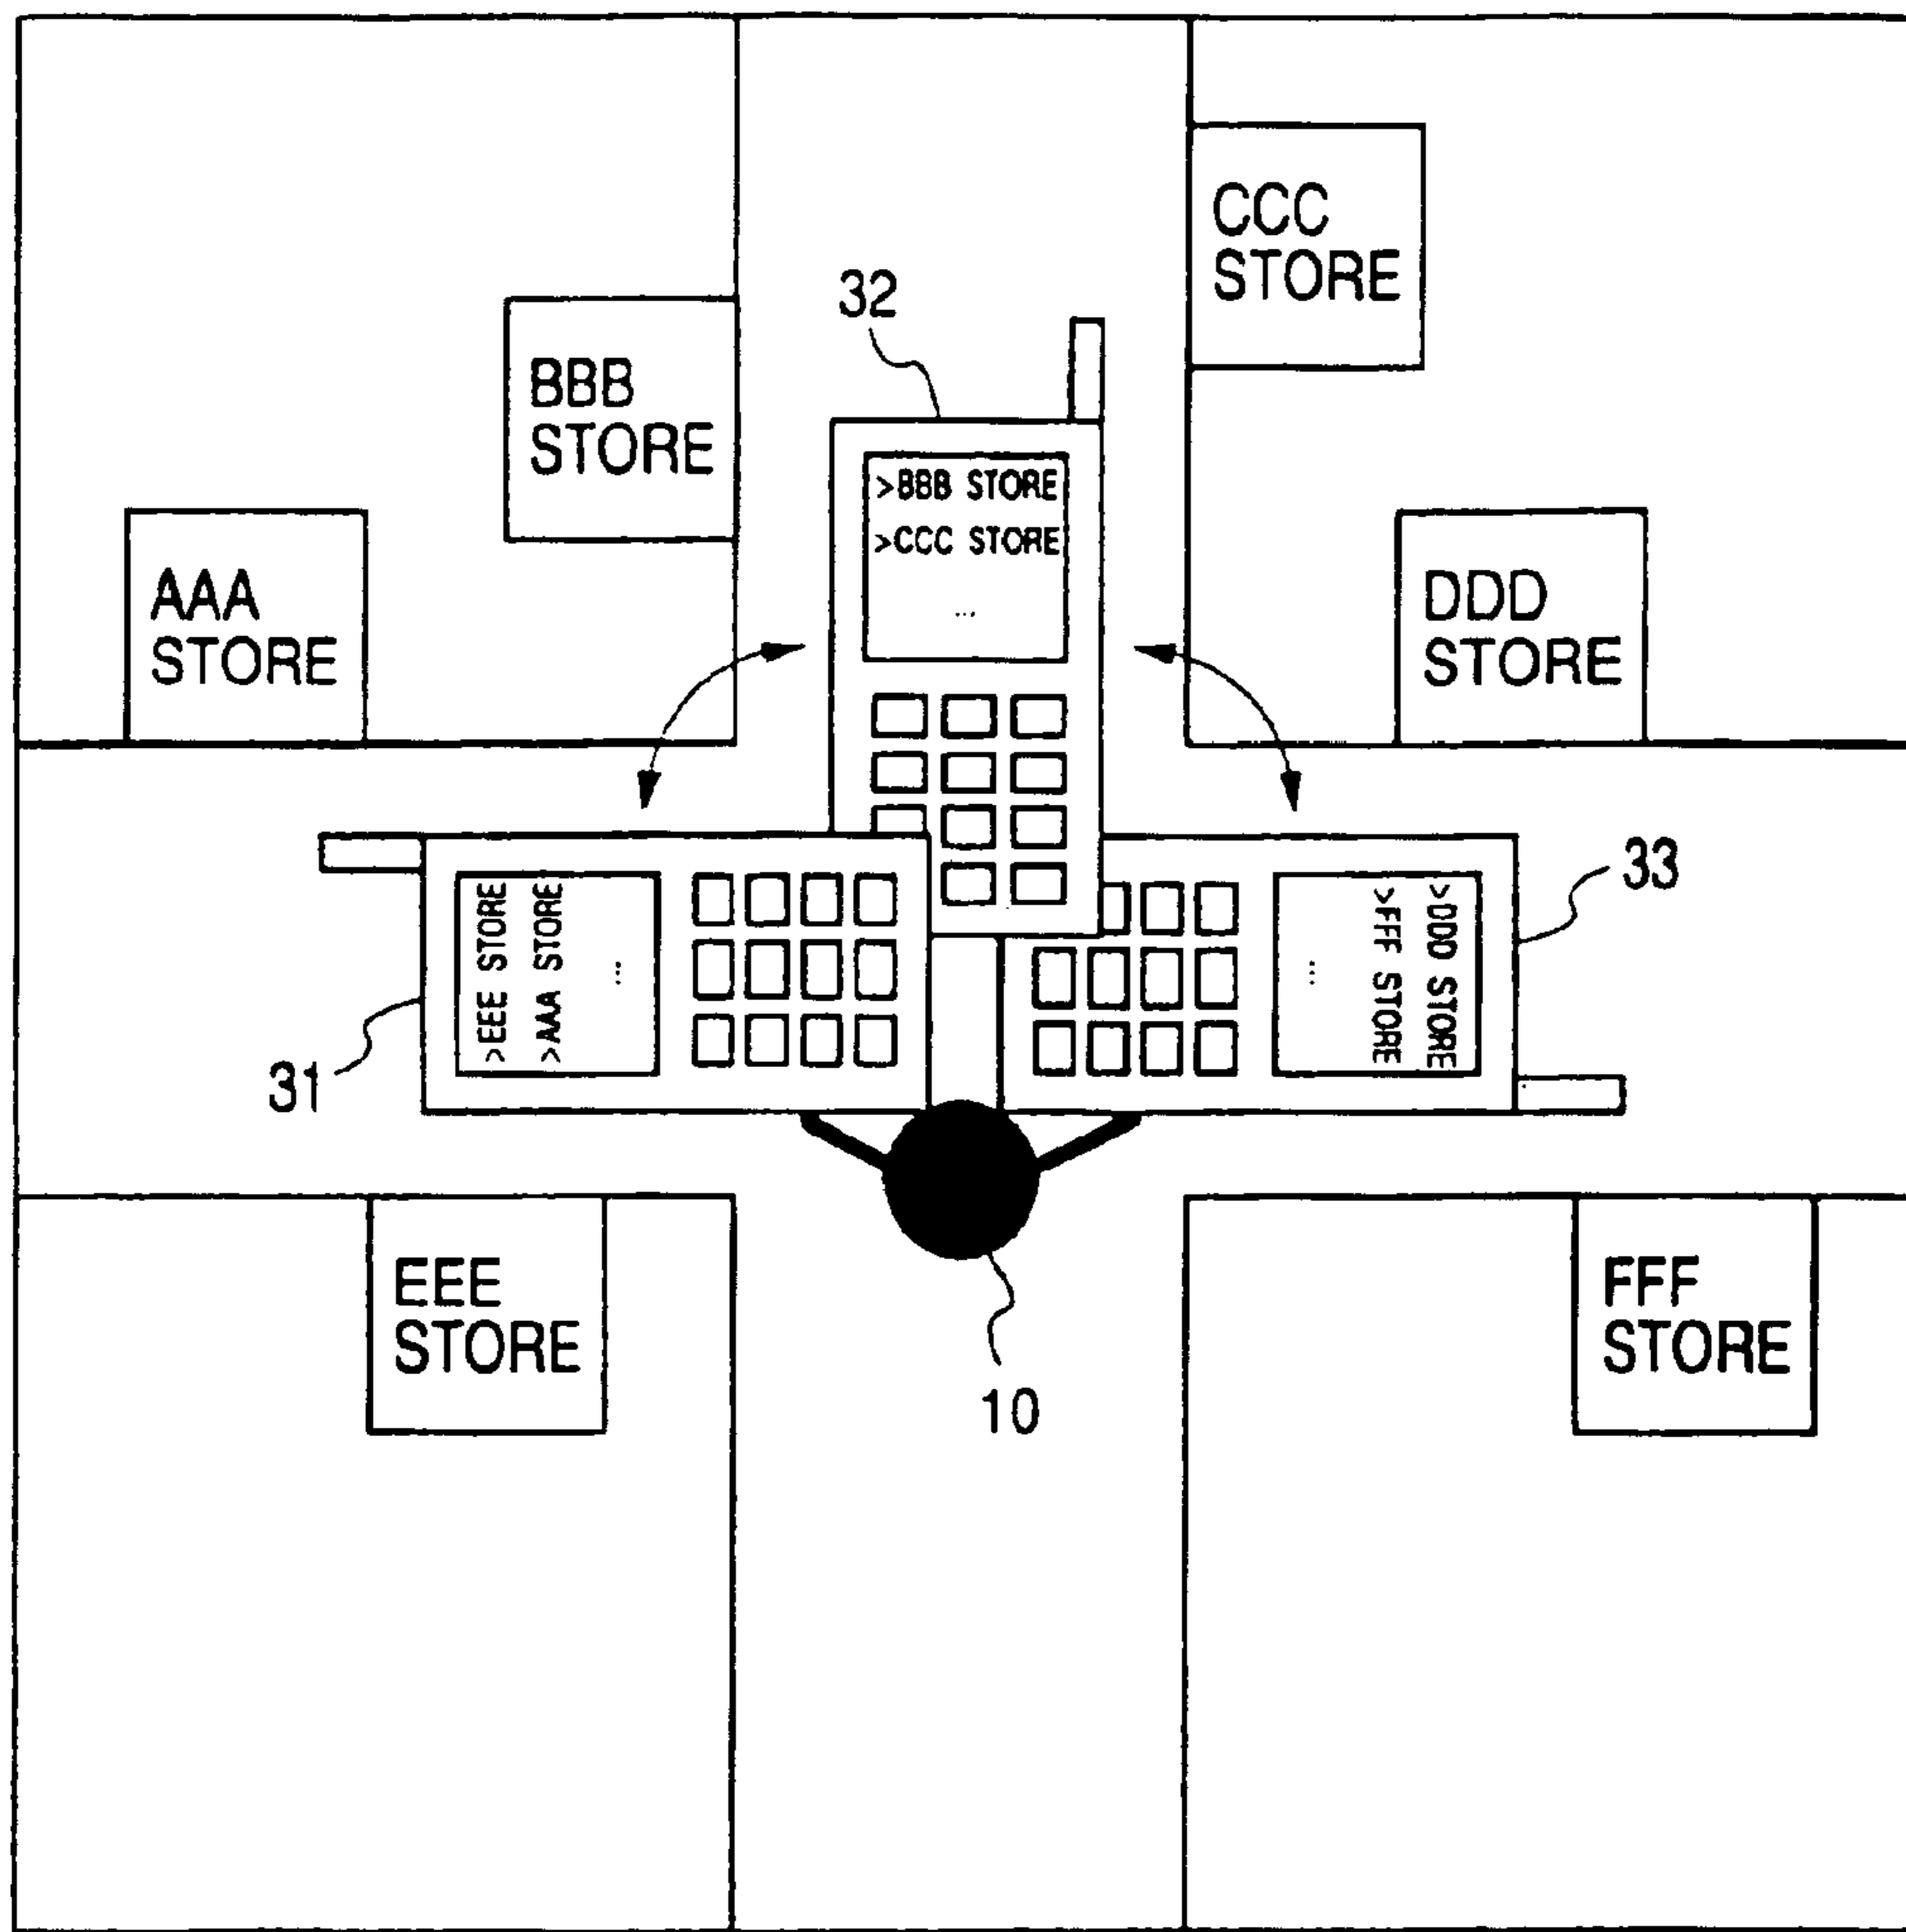 CCC
STORE
32
BBB
STORE
>BBB STORE
>CCC STORE
...
AAA
STORE
DDD
STORE
>EEE STORE
>AAA STORE
...
>DDD STORE
>FFF STORE
...
33
31
EEE
STORE
FFF
STORE
10